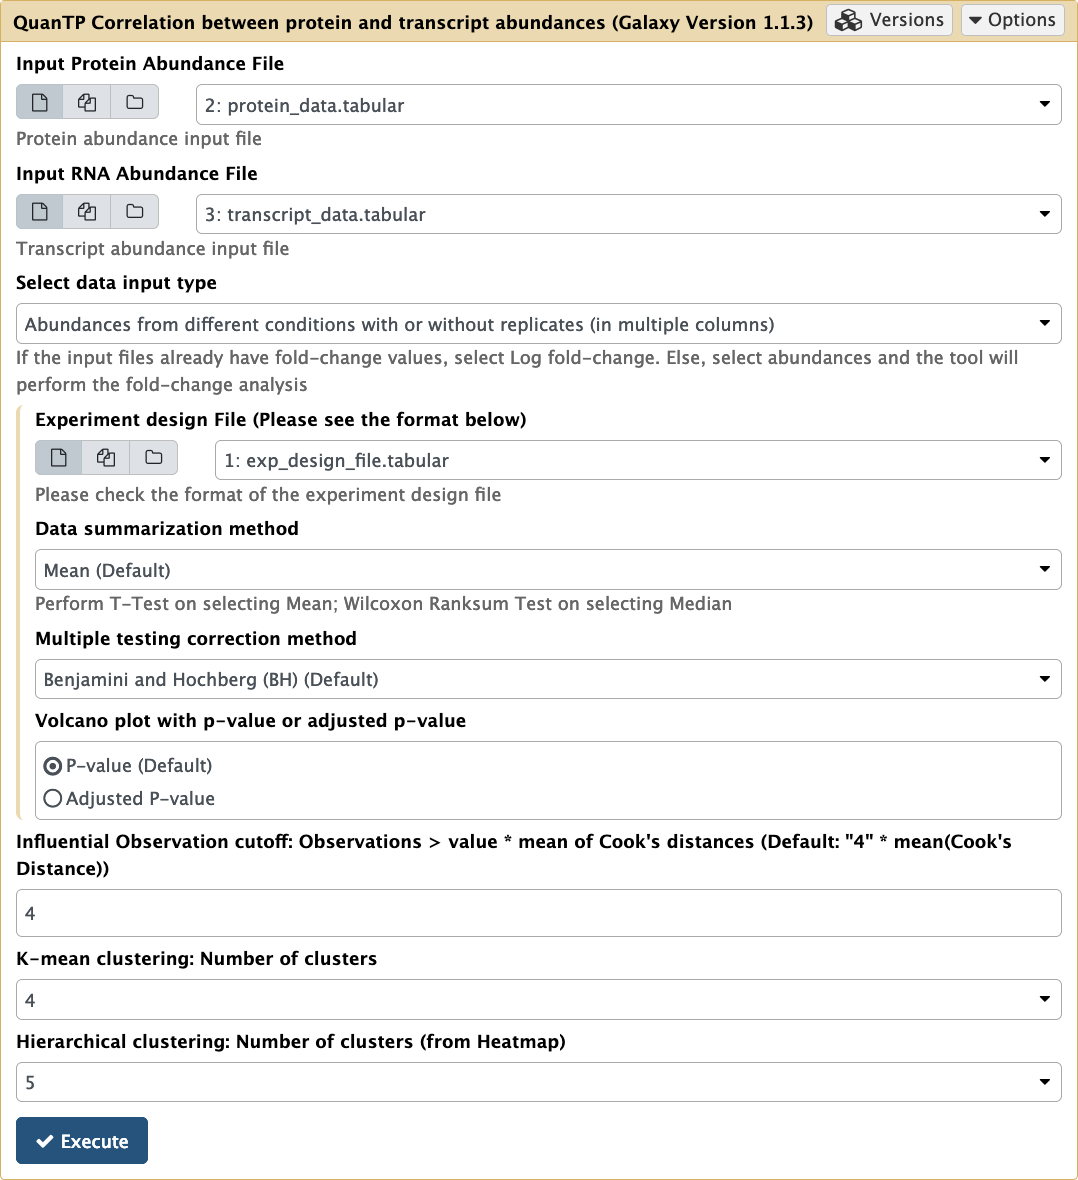 QuanTP Correlation between protein and transcript abundances (Galaxy Version 1.1.3) Versions Options
Input Protein Abundance File
2: protein_data.tabular
Protein abundance input file
Input RNA Abundance File
3: transcript_data.tabular
Transcript abundance input file
Select data input type
Abundances from different conditions with or without replicates (in multiple columns)
If the input files already have fold-change values, select Log fold-change. Else, select abundances and the tool will
perform the fold-change analysis
Experiment design File (Please see the format below)
1: exp_design_file.tabular
Please check the format of the experiment design file
Data summarization method
Mean (Default)
Perform T-Test on selecting Mean; Wilcoxon Ranksum Test on selecting Median
Multiple testing correction method
Benjamini and Hochberg (BH) (Default)
Volcano plot with p-value or adjusted p-value
P-value (Default)
Adjusted P-value
Influential Observation cutoff: Observations > value * mean of Cook's distances (Default: "4" * mean(Cook's
Distance))
4
K-mean clustering: Number of clusters
4
Hierarchical clustering: Number of clusters (from Heatmap)
5
Execute